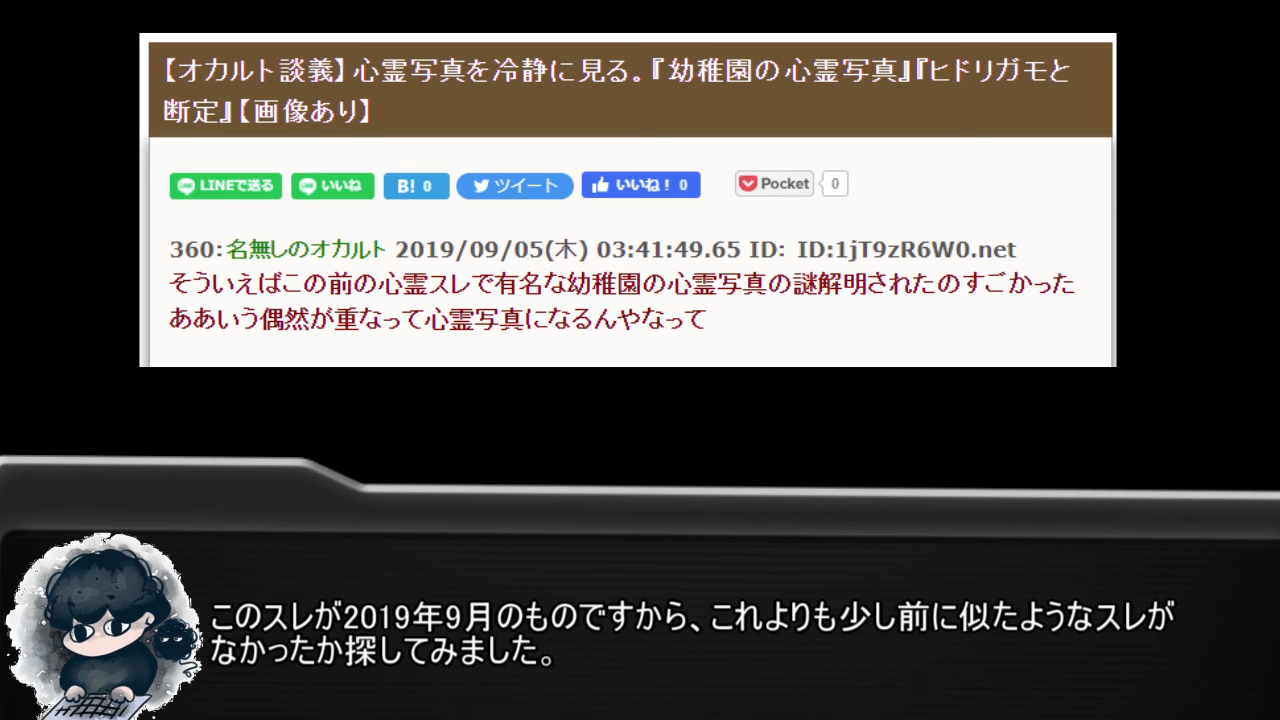 【オカルト談義】心霊写真を冷静に見る。『幼稚園の心霊写真』『ヒドリガモと
断定』【画像あり】
LINEで送る いいね B! 0 ツイート いいね！ 0 Pocket 0
360：名無しのオカルト 2019/09/05(木) 03:41:49.65 ID: ID:1jT9zR6W0.net
そういえばこの前の心霊スレで有名な幼稚園の心霊写真の謎解明されたのすごかった
ああいう偶然が重なって心霊写真になるんやなって
このスレが2019年9月のものですから、これよりも少し前に似たようなスレが
なかったか探してみました。